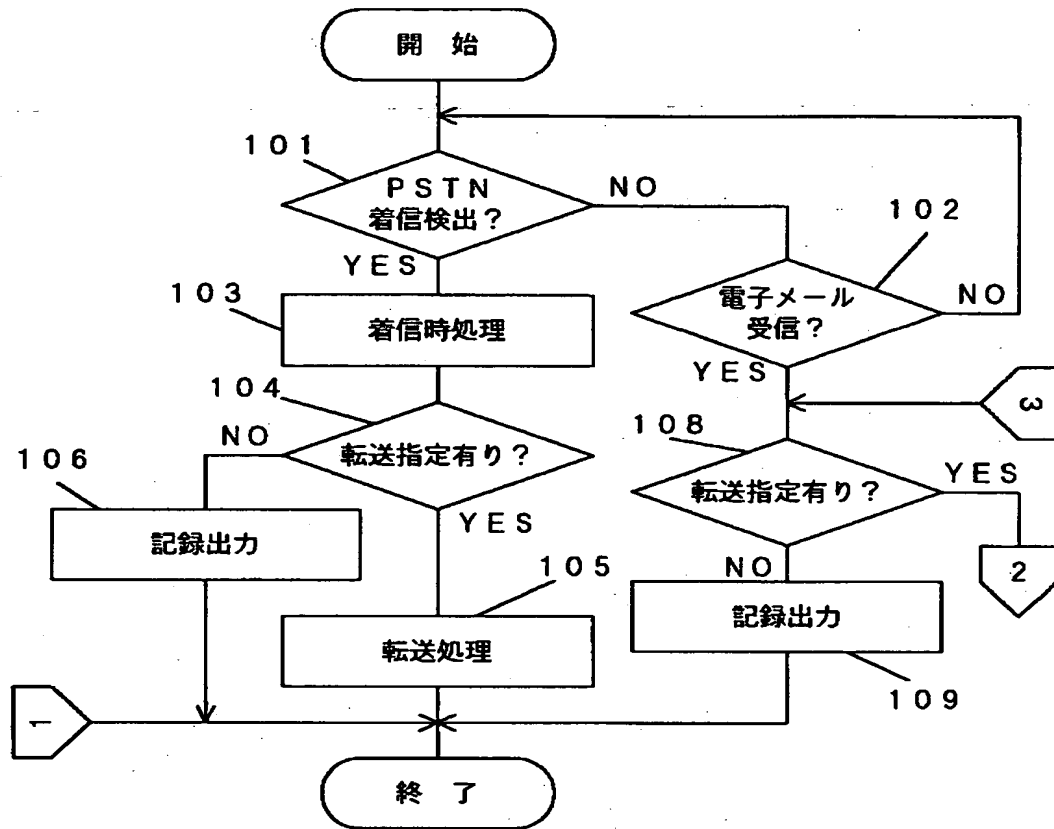 開 始
101
PSTN
着信検出?
NO
YES
102
電子メール
受信?
NO
YES
103
着信時処理
3
104
転送指定有り?
NO
YES
108
転送指定有り?
YES
NO
106
記録出力
2
105
転送処理
記録出力
109
1
終 了